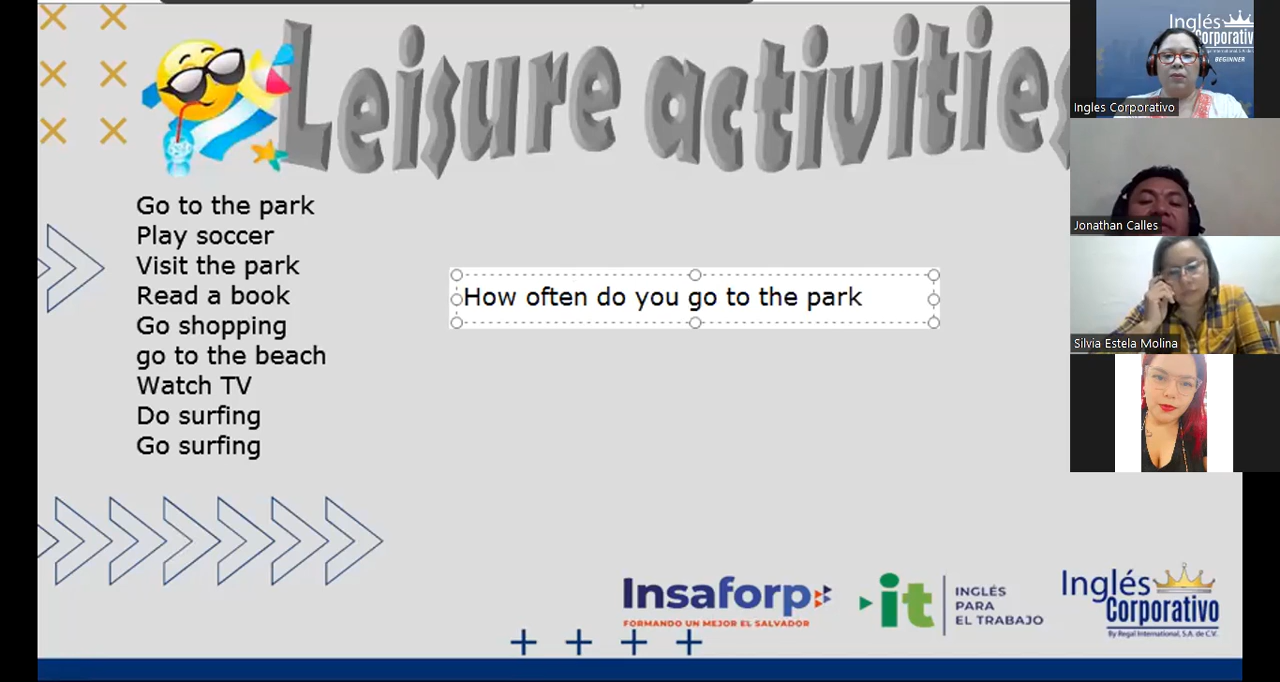 Leisure activities
Go to the park
Play soccer
Visit the park
Read a book
Go shopping
go to the beach
Watch TV
Do surfing
Go surfing
How often do you go to the park
Inglés
Corporativo
BEGINNER
Ingles Corporativo
Jonathan Calles
Silvia Estela Molina
Insaforp
FORMANDO UN MEJOR EL SALVADOR
it
INGLÉS
PARA
EL TRABAJO
Inglés
Corporativo
By Regal International, S.A. de C.V.